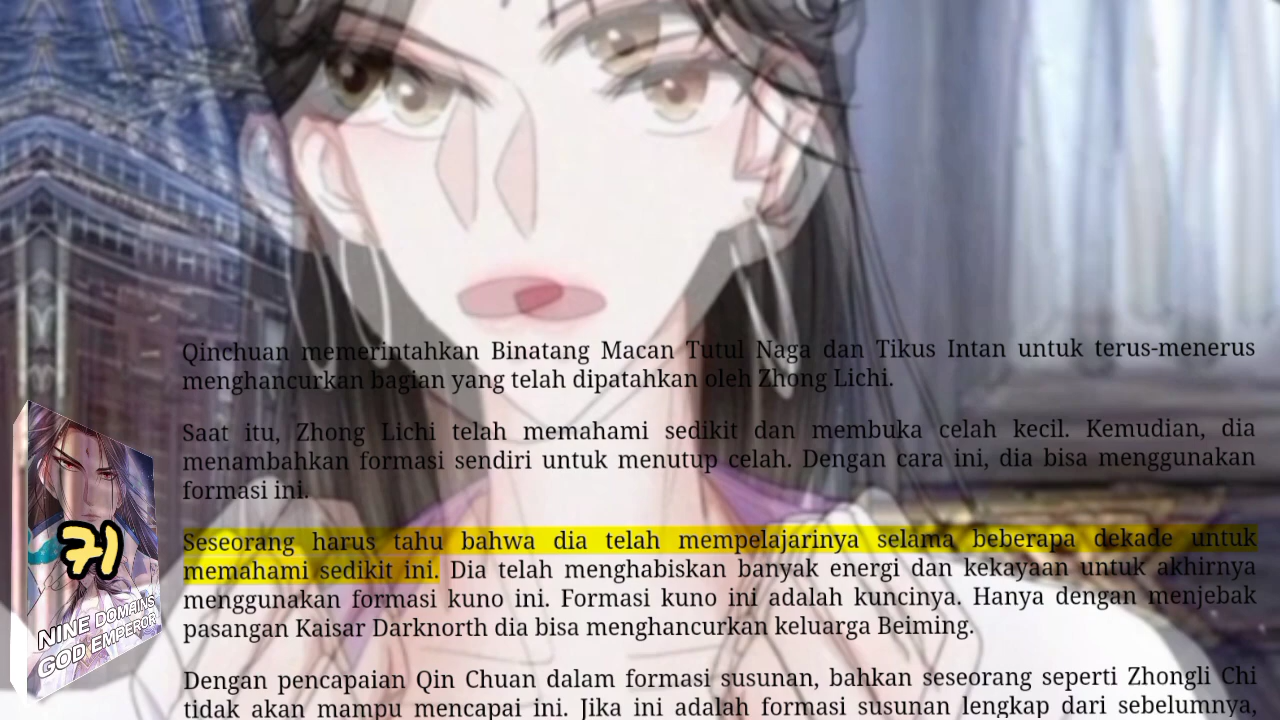 Qinchuan memerintahkan Binatang Macan Tutul Naga dan Tikus Intan untuk terus-menerus
menghancurkan bagian yang telah dipatahkan oleh Zhong Lichi.
Saat itu, Zhong Lichi telah memahami sedikit dan membuka celah kecil. Kemudian, dia
menambahkan formasi sendiri untuk menutup celah. Dengan cara ini, dia bisa menggunakan
formasi ini.
Seseorang harus tahu bahwa dia telah mempelajarinya selama beberapa dekade untuk
memahami sedikit ini. Dia telah menghabiskan banyak energi dan kekayaan untuk akhirnya
menggunakan formasi kuno ini. Formasi kuno ini adalah kuncinya. Hanya dengan menjebak
pasangan Kaisar Darknorth dia bisa menghancurkan keluarga Beiming.
Dengan pencapaian Qin Chuan dalam formasi susunan, bahkan seseorang seperti Zhongli Chi
tidak akan mampu mencapai ini. Jika ini adalah formasi susunan lengkap dari sebelumnya,
71
NINE DOMAINS
GOD EMPEROR